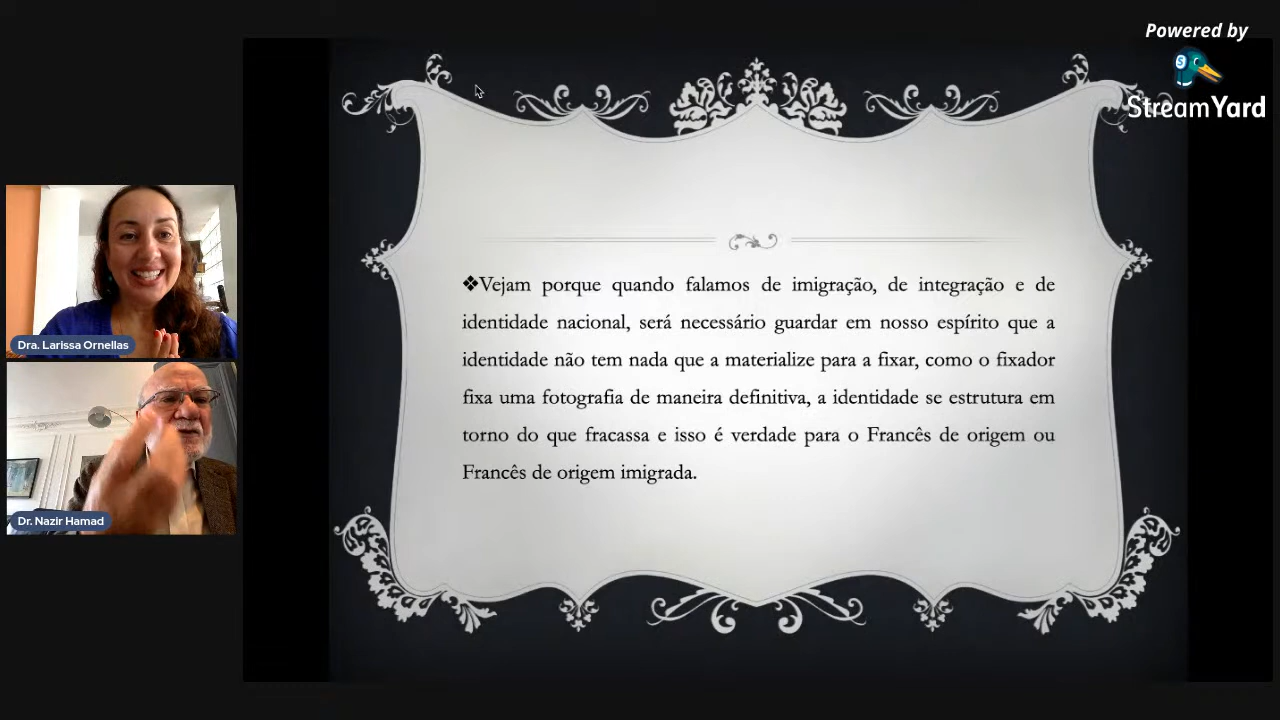 Powered by
StreamYard
Dra. Larissa Ornellas
Dr. Nazir Hamad
❖Vejam porque quando falamos de imigração, de integração e de
identidade nacional, será necessário guardar em nosso espírito que a
identidade não tem nada que a materialize para a fixar, como o fixador
fixa uma fotografia de maneira definitiva, a identidade se estrutura em
torno do que fracassa e isso é verdade para o Francês de origem ou
Francês de origem imigrada.